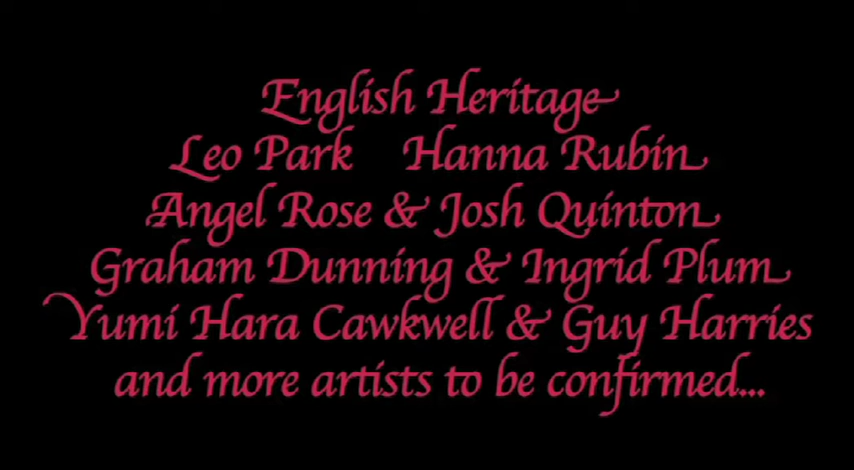 English Heritage
Leo Park Hanna Rubin
Angel Rose & Josh Quinton
Graham Dunning & Ingrid Plum
Yumi Hara Cawkwell & Guy Harries
and more artists to be confirmed...